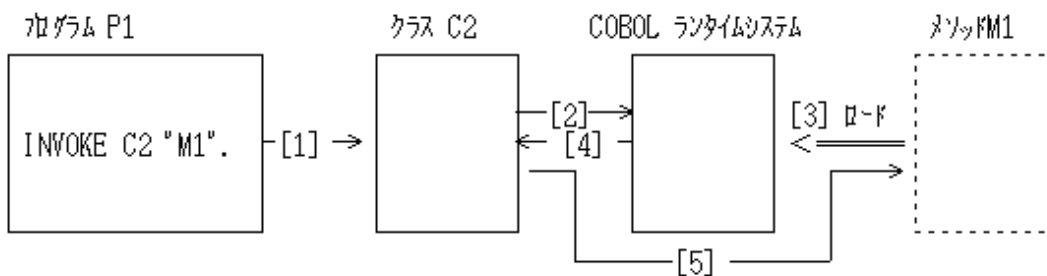 ﾌﾟﾛｸﾞﾗﾑ P1
ｸﾗｽ C2
COBOL ﾗﾝﾀｲﾑｼｽﾃﾑ
ﾒｿｯﾄﾞM1
INVOKE C2 "M1".
[1]
[2]
[3] ﾛｰﾄﾞ
[4]
[5]